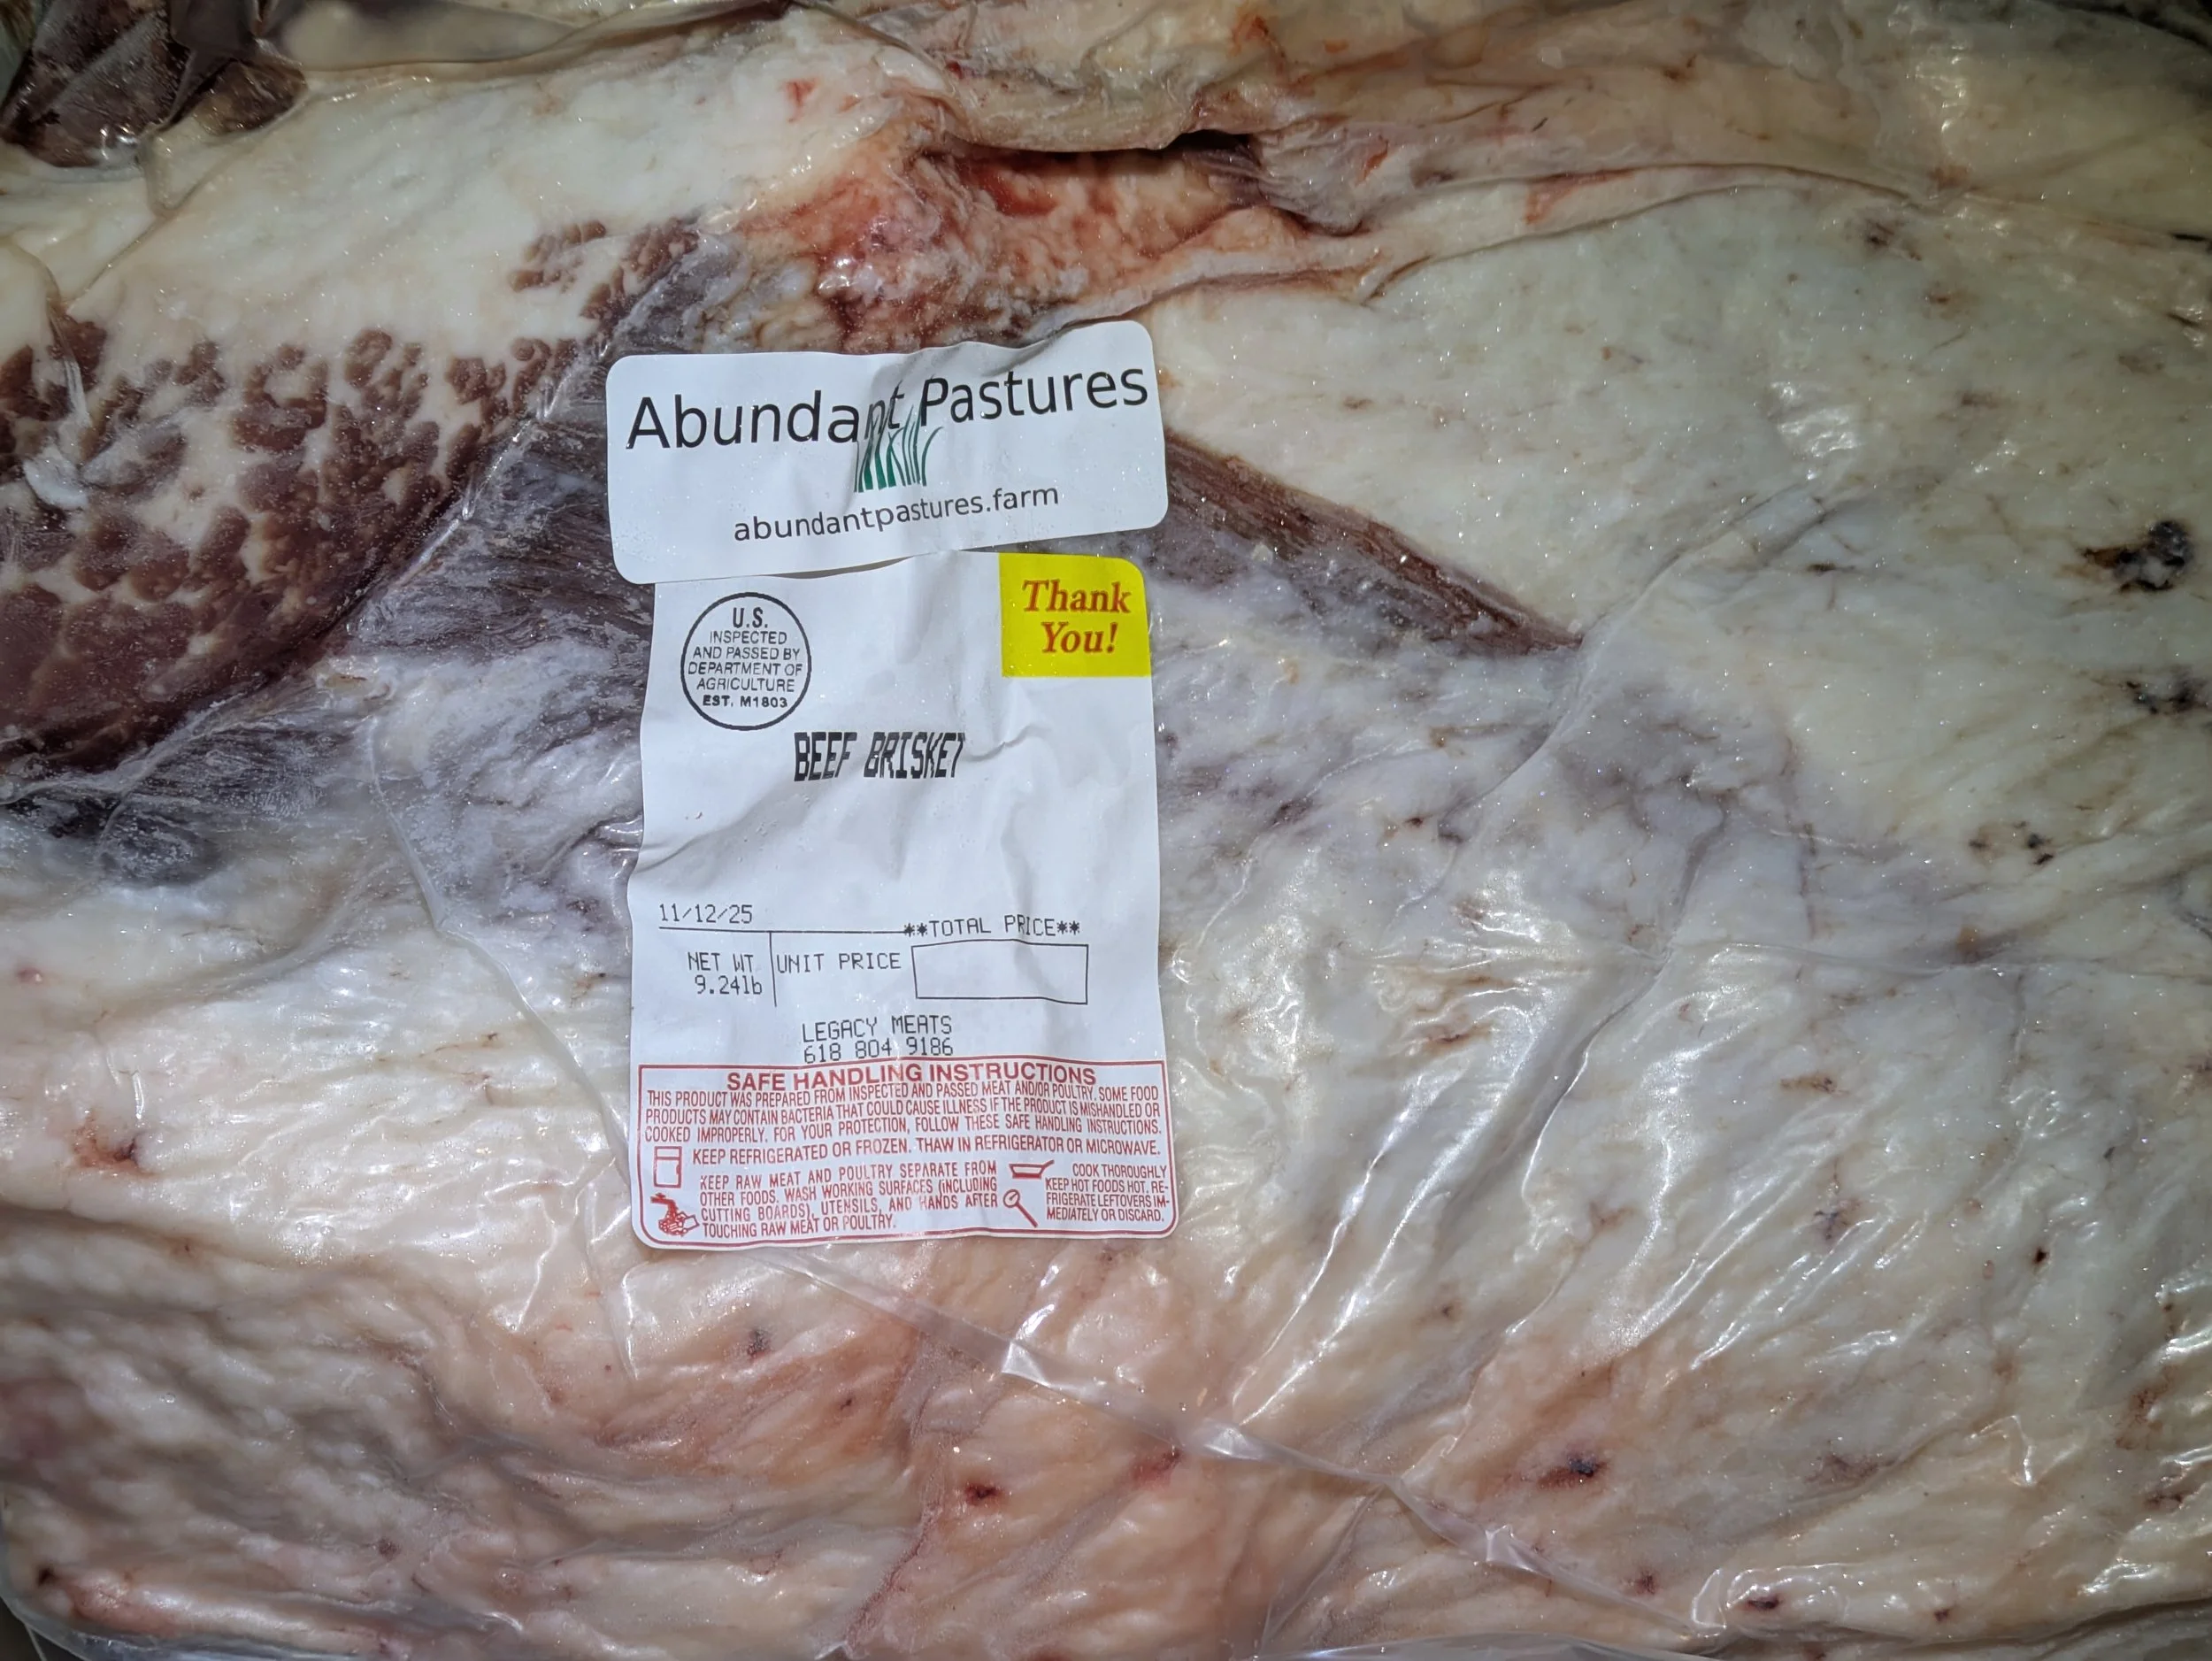 Abundant Pastures
abundantpastures.farm
Thank
You!
U.S.
INSPECTED
AND PASSED BY
DEPARTMENT OF
AGRICULTURE
EST. M1803
BEEF BRISKET
11/12/25
**TOTAL PRICE**
NET WT
UNIT PRICE
9.24lb
LEGACY MEATS
618 804 9186
SAFE HANDLING INSTRUCTIONS
THIS PRODUCT WAS PREPARED FROM INSPECTED AND PASSED MEAT AND/OR POULTRY. SOME FOOD
PRODUCTS MAY CONTAIN BACTERIA THAT COULD CAUSE ILLNESS IF THE PRODUCT IS MISHANDLED OR
COOKED IMPROPERLY. FOR YOUR PROTECTION, FOLLOW THESE SAFE HANDLING INSTRUCTIONS.
KEEP REFRIGERATED OR FROZEN. THAW IN REFRIGERATOR OR MICROWAVE.
KEEP RAW MEAT AND POULTRY SEPARATE FROM
OTHER FOODS. WASH WORKING SURFACES (INCLUDING
CUTTING BOARDS), UTENSILS, AND HANDS AFTER
TOUCHING RAW MEAT OR POULTRY.
COOK THOROUGHLY
KEEP HOT FOODS HOT. RE-
FRIGERATE LEFTOVERS IM-
MEDIATELY OR DISCARD.